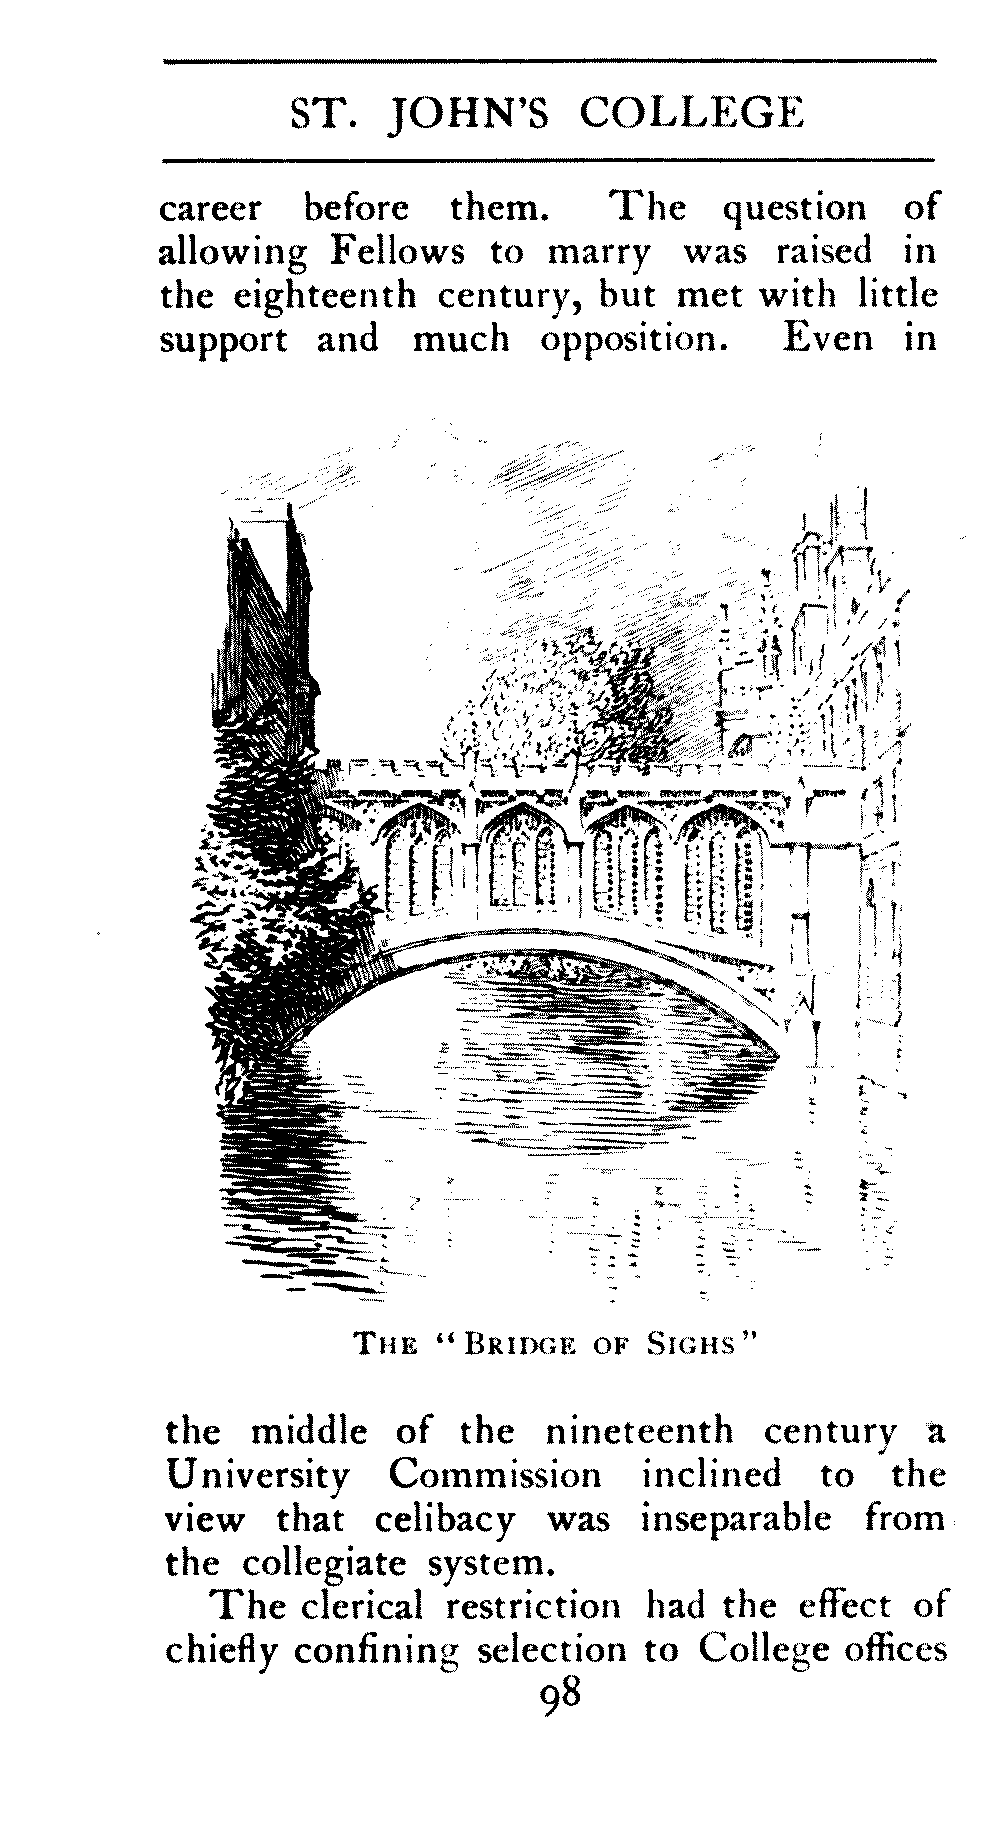 ST. JOHN'S COLLEGE
career before them. The question of
allowing Fellows to marry was raised in
the eighteenth century, but met with little
support and much opposition. Even in
THE "BRIDGE OF SIGHS"
the middle of the nineteenth century a
University Commission inclined to the
view that celibacy was inseparable from
the collegiate system.
The clerical restriction had the effect of
chiefly confining selection to College offices
98